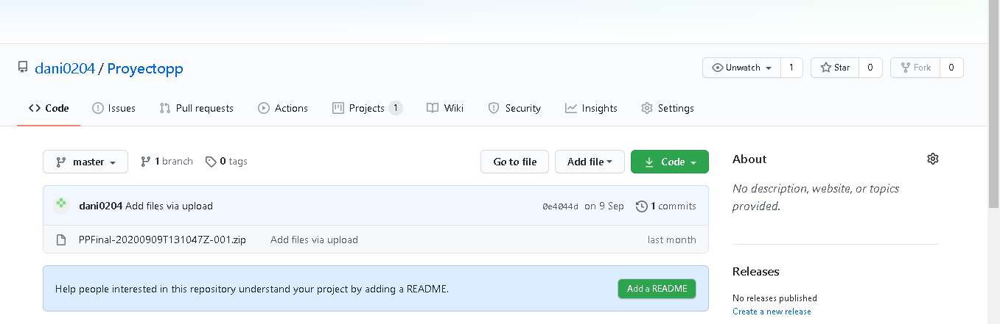 dani0204 / Proyectopp
Unwatch 1 Star 0 Fork 0
Code Issues Pull requests Actions Projects 1 Wiki Security Insights Settings
master 1 branch 0 tags Go to file Add file Code
dani0204 Add files via upload 0e4044d on 9 Sep 1 commits
PPFinal-20200909T131047Z-001.zip Add files via upload last month
Help people interested in this repository understand your project by adding a README. Add a README
About
No description, website, or topics
provided.
Releases
No releases published
Create a new release